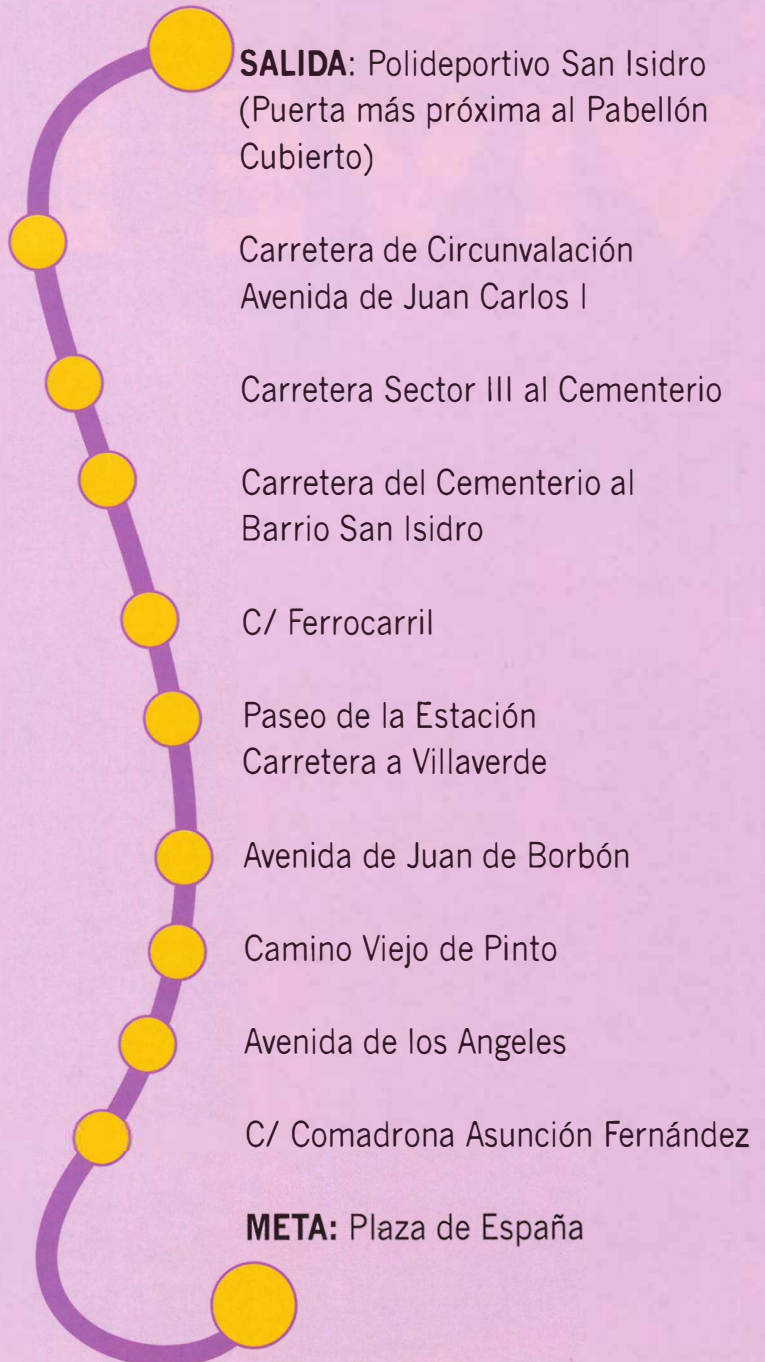 SALIDA: Polideportivo San Isidro
(Puerta más próxima al Pabellón
Cubierto)
Carretera de Circunvalación
Avenida de Juan Carlos I
Carretera Sector III al Cementerio
Carretera del Cementerio al
Barrio San Isidro
C/ Ferrocarril
Paseo de la Estación
Carretera a Villaverde
Avenida de Juan de Borbón
Camino Viejo de Pinto
Avenida de los Angeles
C/ Comadrona Asunción Fernández
META: Plaza de España